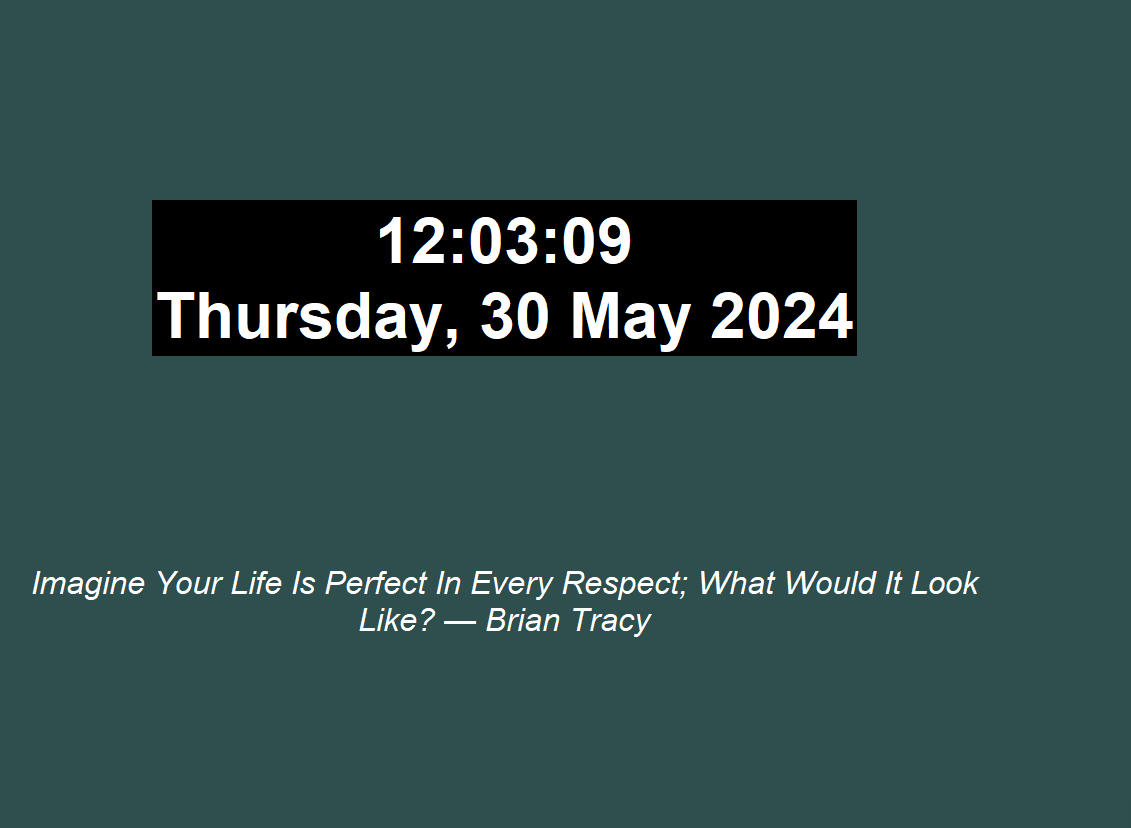 12:03:09
Thursday, 30 May 2024
Imagine Your Life Is Perfect In Every Respect; What Would It Look
Like? — Brian Tracy